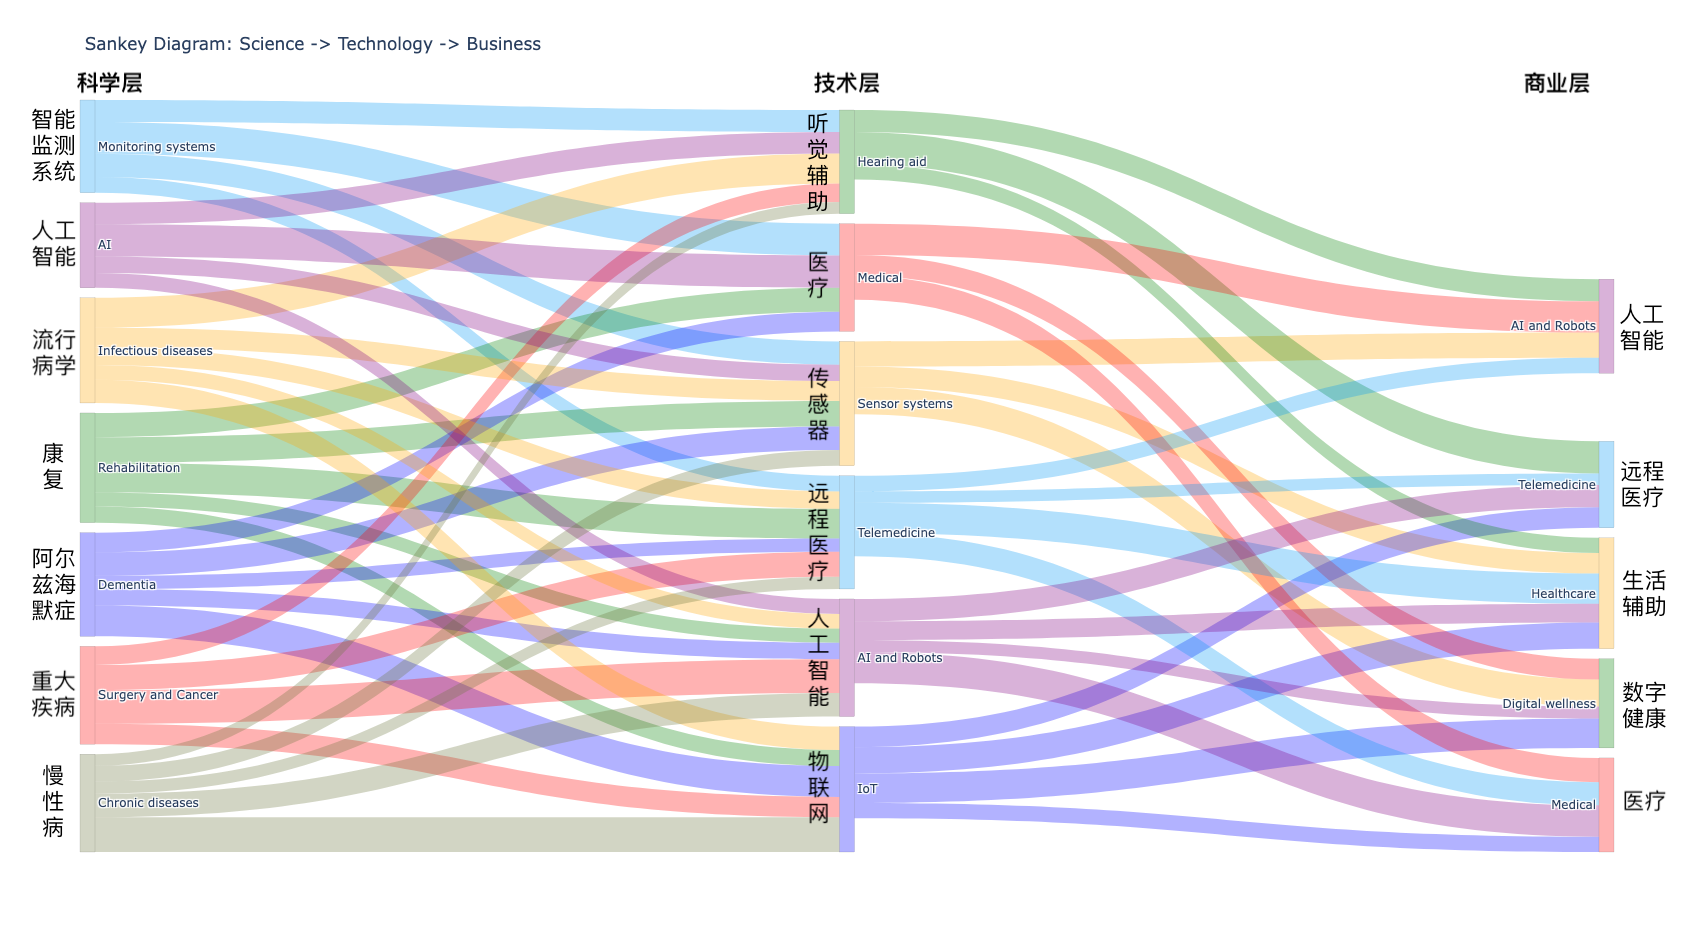 Sankey Diagram: Science -> Technology -> Business
科学层
技术层
商业层
智能
监测
系统
Monitoring systems
人工
智能
AI
流行
病学
Infectious diseases
康
复
Rehabilitation
阿尔
兹海
默症
Dementia
重大
疾病
Surgery and Cancer
慢
性
病
Chronic diseases
听
觉
辅
助
Hearing aid
医
疗
Medical
传
感
器
Sensor systems
远
程
医
疗
Telemedicine
人
工
智
能
AI and Robots
物
联
网
IoT
AI and Robots
人工
智能
Telemedicine
远程
医疗
Healthcare
生活
辅助
Digital wellness
数字
健康
Medical
医疗